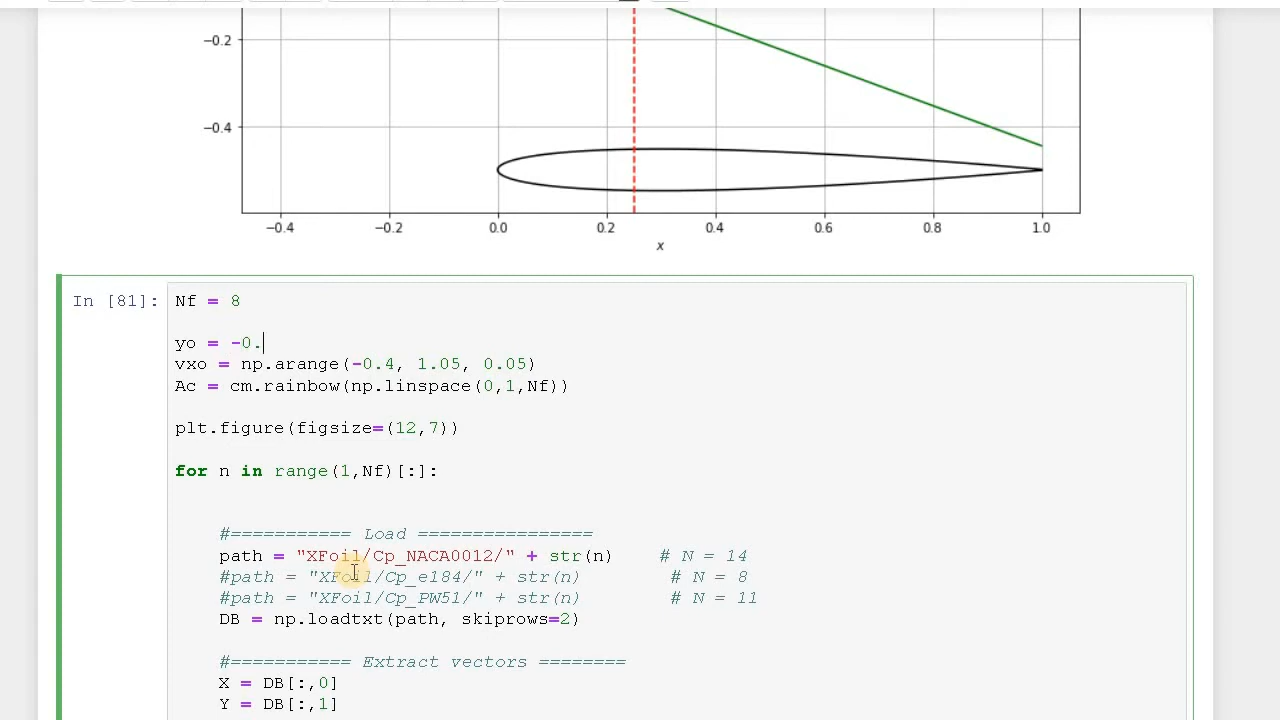 −0.2
−0.4
−0.4 −0.2 0.0 0.2 0.4 0.6 0.8 1.0
x
In [81]: Nf = 8
yo = -0.
vxo = np.arange(-0.4, 1.05, 0.05)
Ac = cm.rainbow(np.linspace(0,1,Nf))
plt.figure(figsize=(12,7))
for n in range(1,Nf)[:]:
#=========== Load ================
path = "XFoil/Cp_NACA0012/" + str(n) # N = 14
#path = "XFoil/Cp_e184/" + str(n) # N = 8
#path = "XFoil/Cp_PW51/" + str(n) # N = 11
DB = np.loadtxt(path, skiprows=2)
#=========== Extract vectors ========
X = DB[:,0]
Y = DB[:,1]